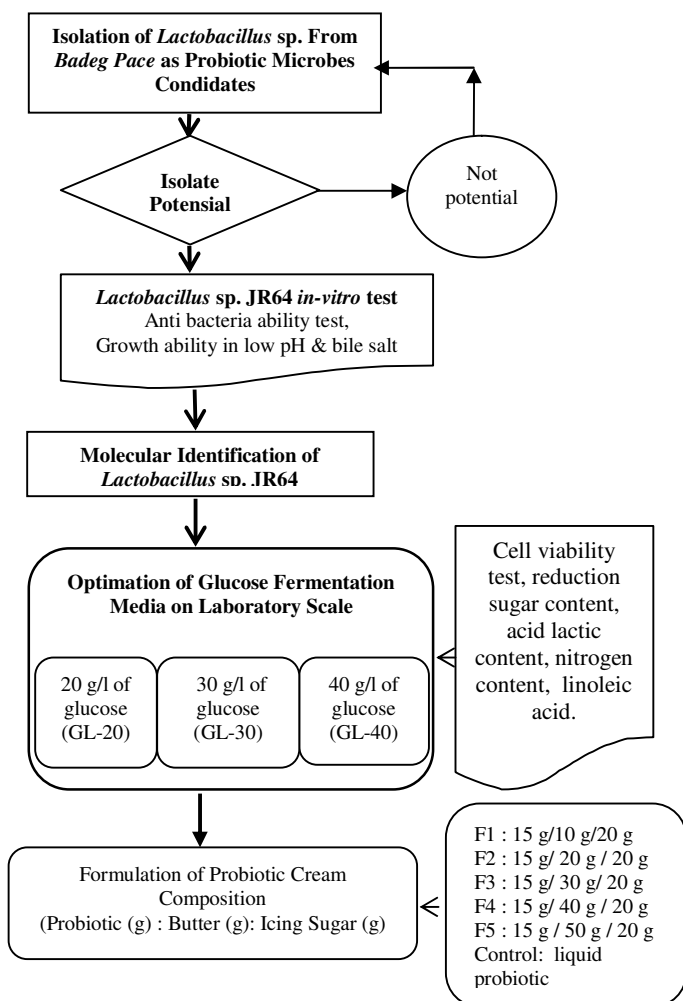 Isolation of Lactobacillus sp. From
Badeg Pace as Probiotic Microbes
Candidates
Isolate
Potensial
Not
potential
Lactobacillus sp. JR64 in-vitro test
Anti bacteria ability test,
Growth ability in low pH & bile salt
Molecular Identification of
Lactobacillus sp. JR64
Optimation of Glucose Fermentation
Media on Laboratory Scale
20 g/l of
glucose
(GL-20)
30 g/l of
glucose
(GL-30)
40 g/l of
glucose
(GL-40)
Cell viability
test, reduction
sugar content,
acid lactic
content, nitrogen
content, linoleic
acid.
Formulation of Probiotic Cream
Composition
(Probiotic (g) : Butter (g): Icing Sugar (g)
F1 : 15 g/10 g/20 g
F2 : 15 g/ 20 g / 20 g
F3 : 15 g/ 30 g/ 20 g
F4 : 15 g/ 40 g / 20 g
F5 : 15 g / 50 g / 20 g
Control: liquid
probiotic